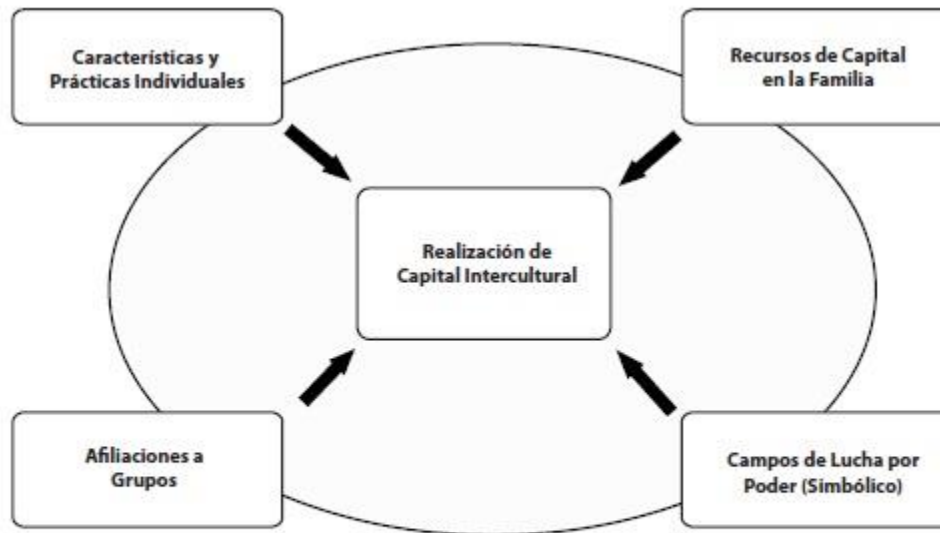 Características y
Prácticas Individuales
Recursos de Capital
en la Familia
Realización de
Capital Intercultural
Afiliaciones a
Grupos
Campos de Lucha por
Poder (Simbólico)